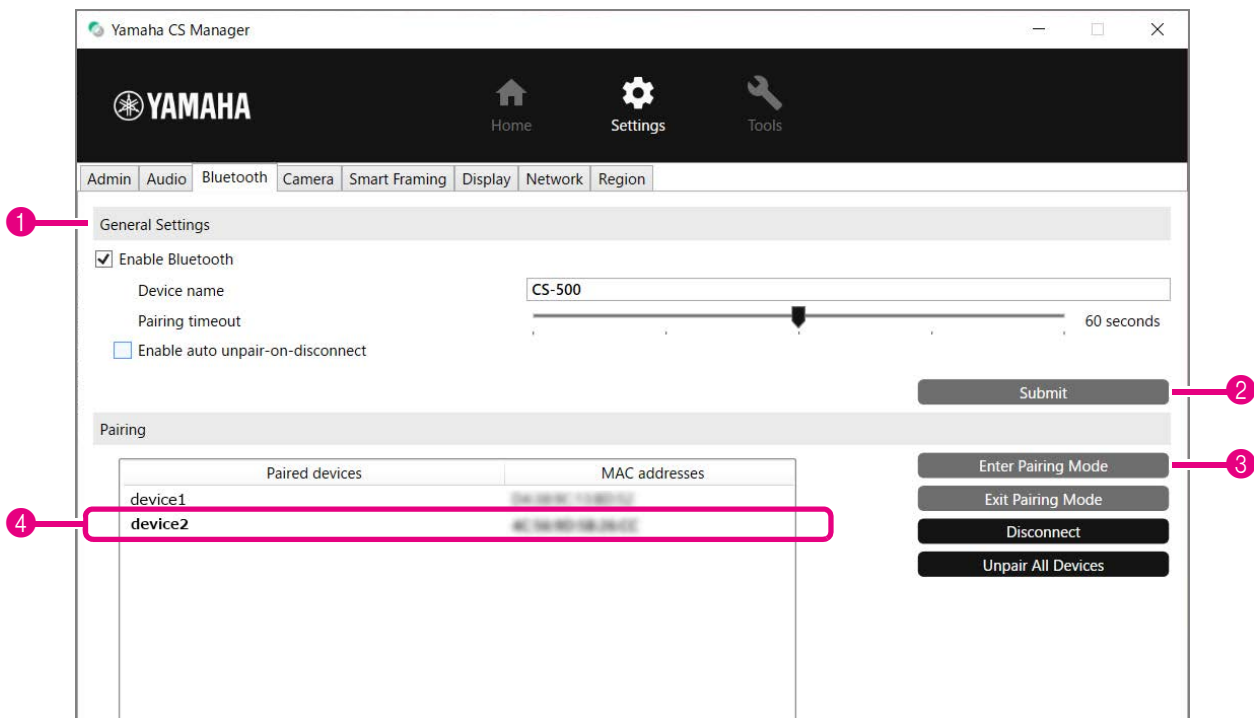 Yamaha CS Manager
YAMAHA
Home Settings Tools
Admin Audio Bluetooth Camera Smart Framing Display Network Region
1 General Settings
Enable Bluetooth
Device name CS-500
Pairing timeout 60 seconds
Enable auto unpair-on-disconnect
Submit 2
Pairing
Paired devices MAC addresses Enter Pairing Mode 3
device1 Exit Pairing Mode
4 device2 Disconnect
Unpair All Devices